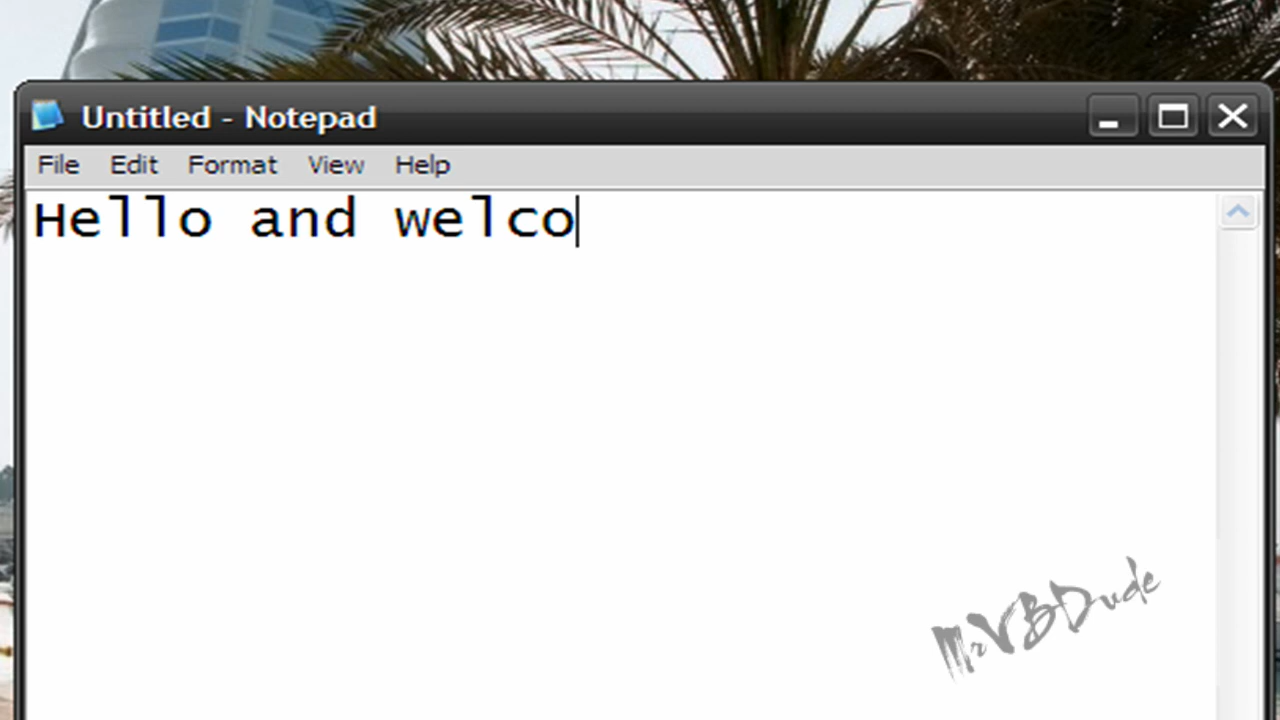 Untitled - Notepad
File Edit Format View Help
Hello and welco
MrVBDude